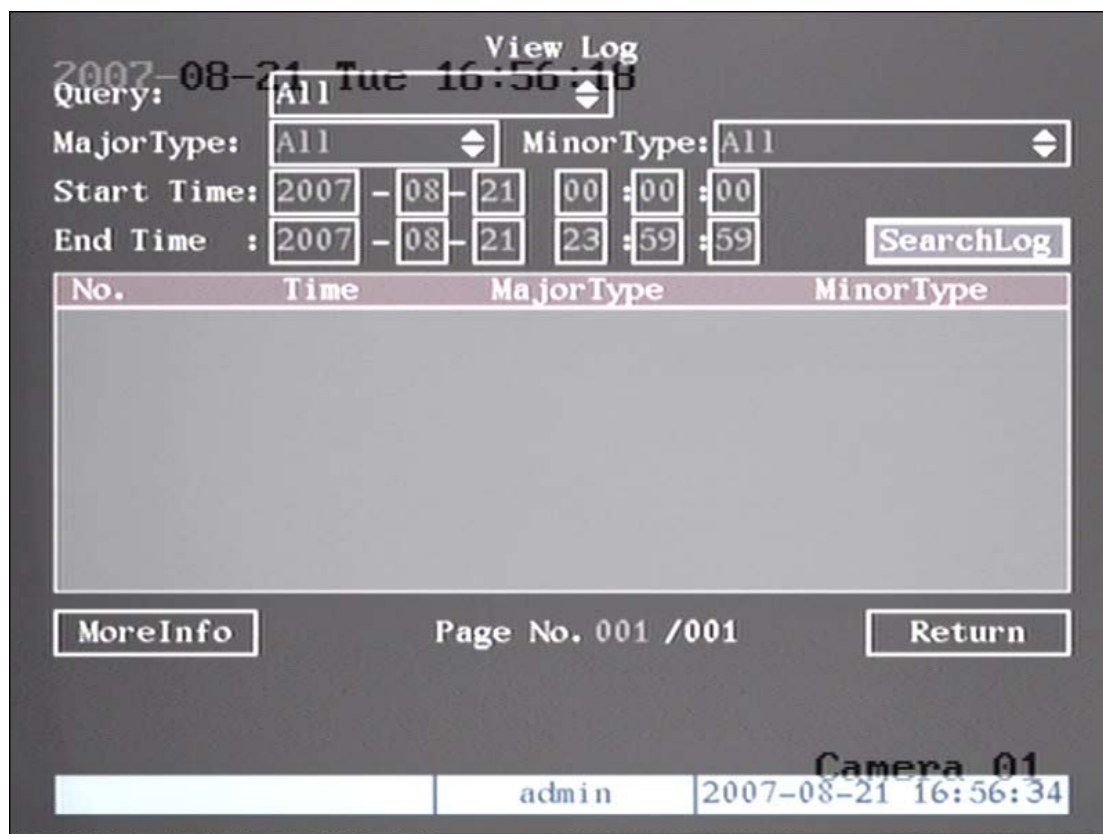 View Log
2007-08-21 Tue 16:56:18
Query: All
MajorType: All MinorType: All
Start Time: 2007 - 08 - 21 00 : 00 : 00
End Time : 2007 - 08 - 21 23 : 59 : 59 SearchLog
No. Time MajorType MinorType
MoreInfo Page No. 001 /001 Return
Camera 01
admin 2007-08-21 16:56:34